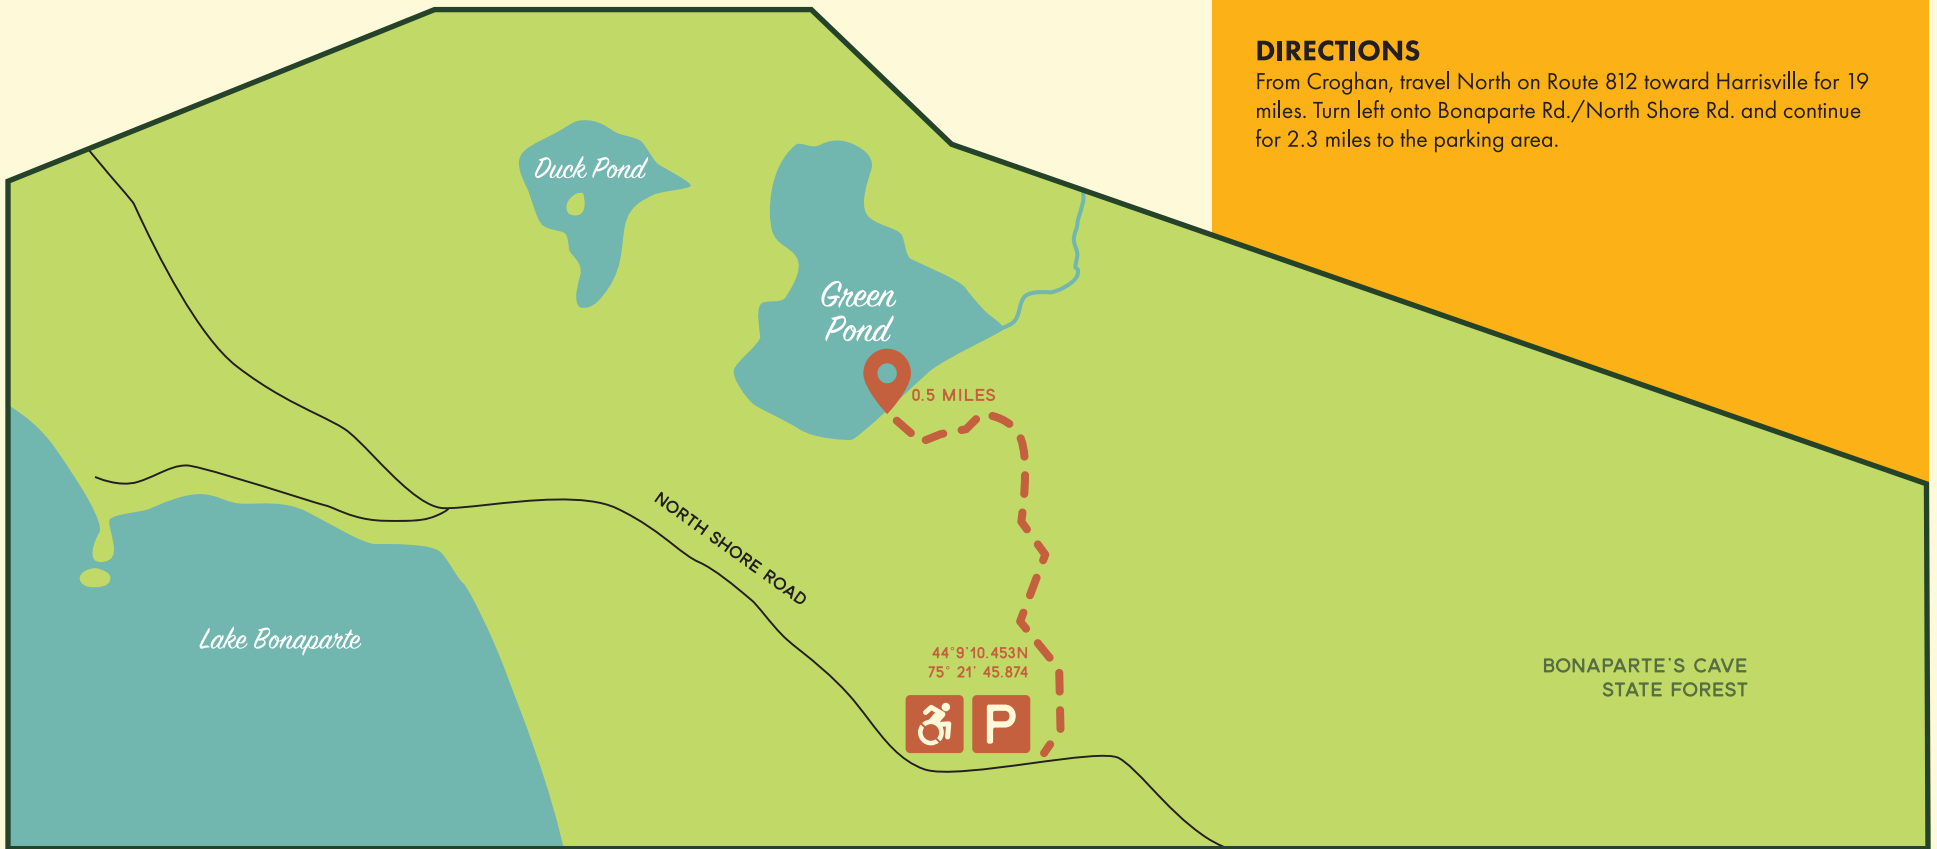 DIRECTIONS
From Croghan, travel North on Route 812 toward Harrisville for 19
miles. Turn left onto Bonaparte Rd./North Shore Rd. and continue
for 2.3 miles to the parking area.
Duck Pond
Green
Pond
0.5 MILES
NORTH SHORE ROAD
Lake Bonaparte
44°9'10.453N
75° 21' 45.874
P
BONAPARTE'S CAVE
STATE FOREST